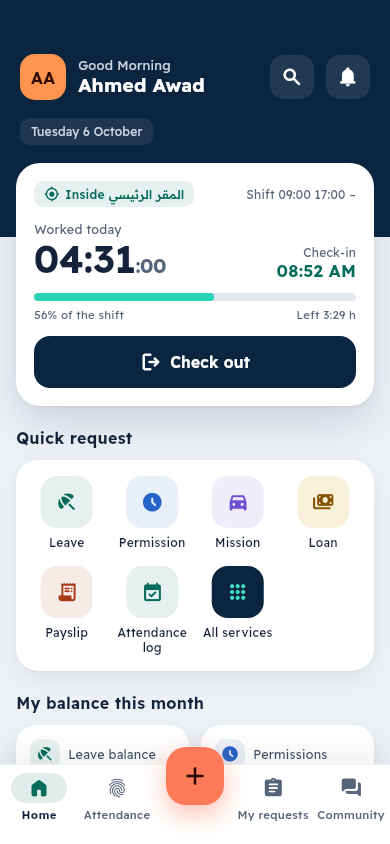 AA
Good Morning
Ahmed Awad
Tuesday 6 October
Inside المقر الرئيسي
Shift 09:00 17:00 –
Worked today
04:31:00
Check-in
08:52 AM
56% of the shift
Left 3:29 h
Check out
Quick request
Leave
Permission
Mission
Loan
Payslip
Attendance
log
All services
My balance this month
Leave balance
Permissions
Home
Attendance
My requests
Community